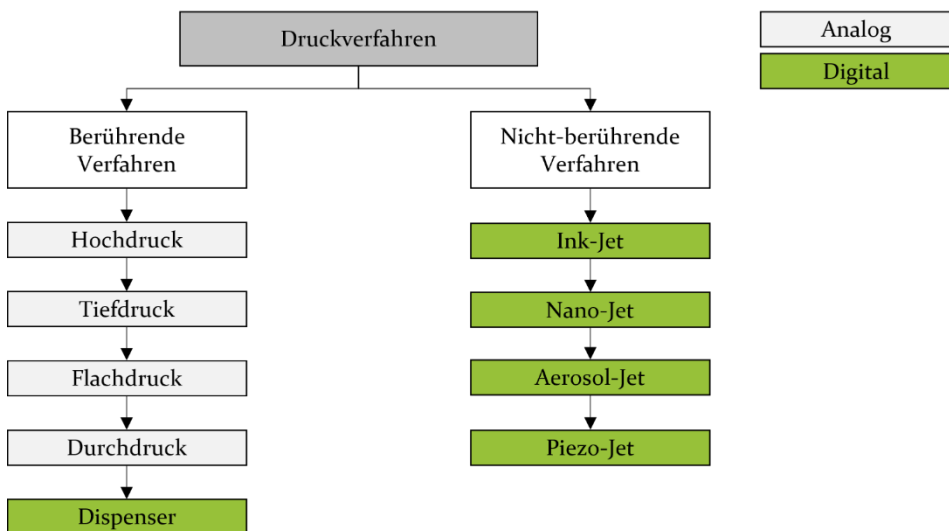 Druckverfahren
Analog
Digital
Berührende
Verfahren
Nicht-berührende
Verfahren
Hochdruck
Ink-Jet
Tiefdruck
Nano-Jet
Flachdruck
Aerosol-Jet
Durchdruck
Piezo-Jet
Dispenser